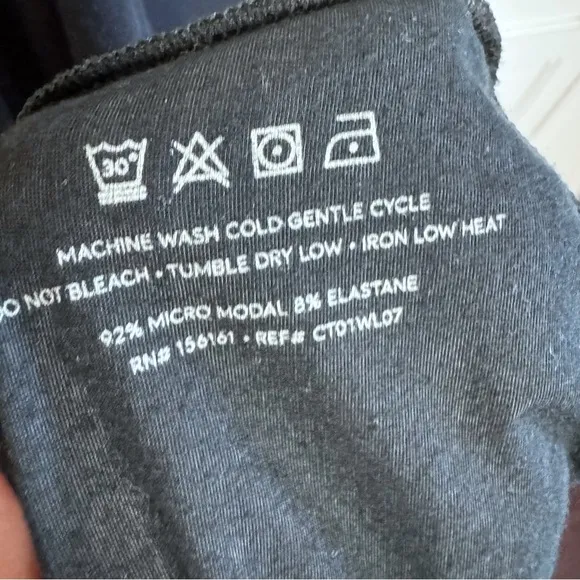 30°
MACHINE WASH COLD GENTLE CYCLE
DO NOT BLEACH • TUMBLE DRY LOW • IRON LOW HEAT
92% MICRO MODAL 8% ELASTANE
RN# 156161 • REF# CT01WL07